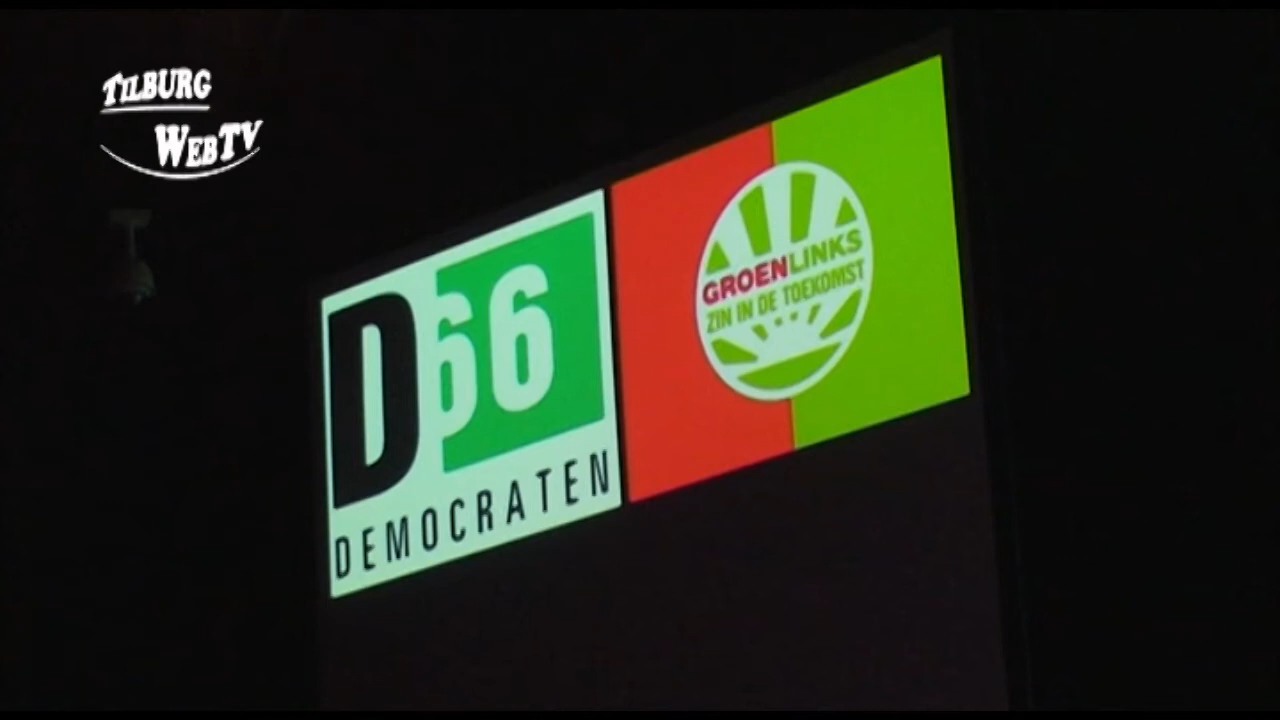 TILBURG
WEBTV
D66
DEMOCRATEN
GROENLINKS
ZIN IN DE TOEKOMST